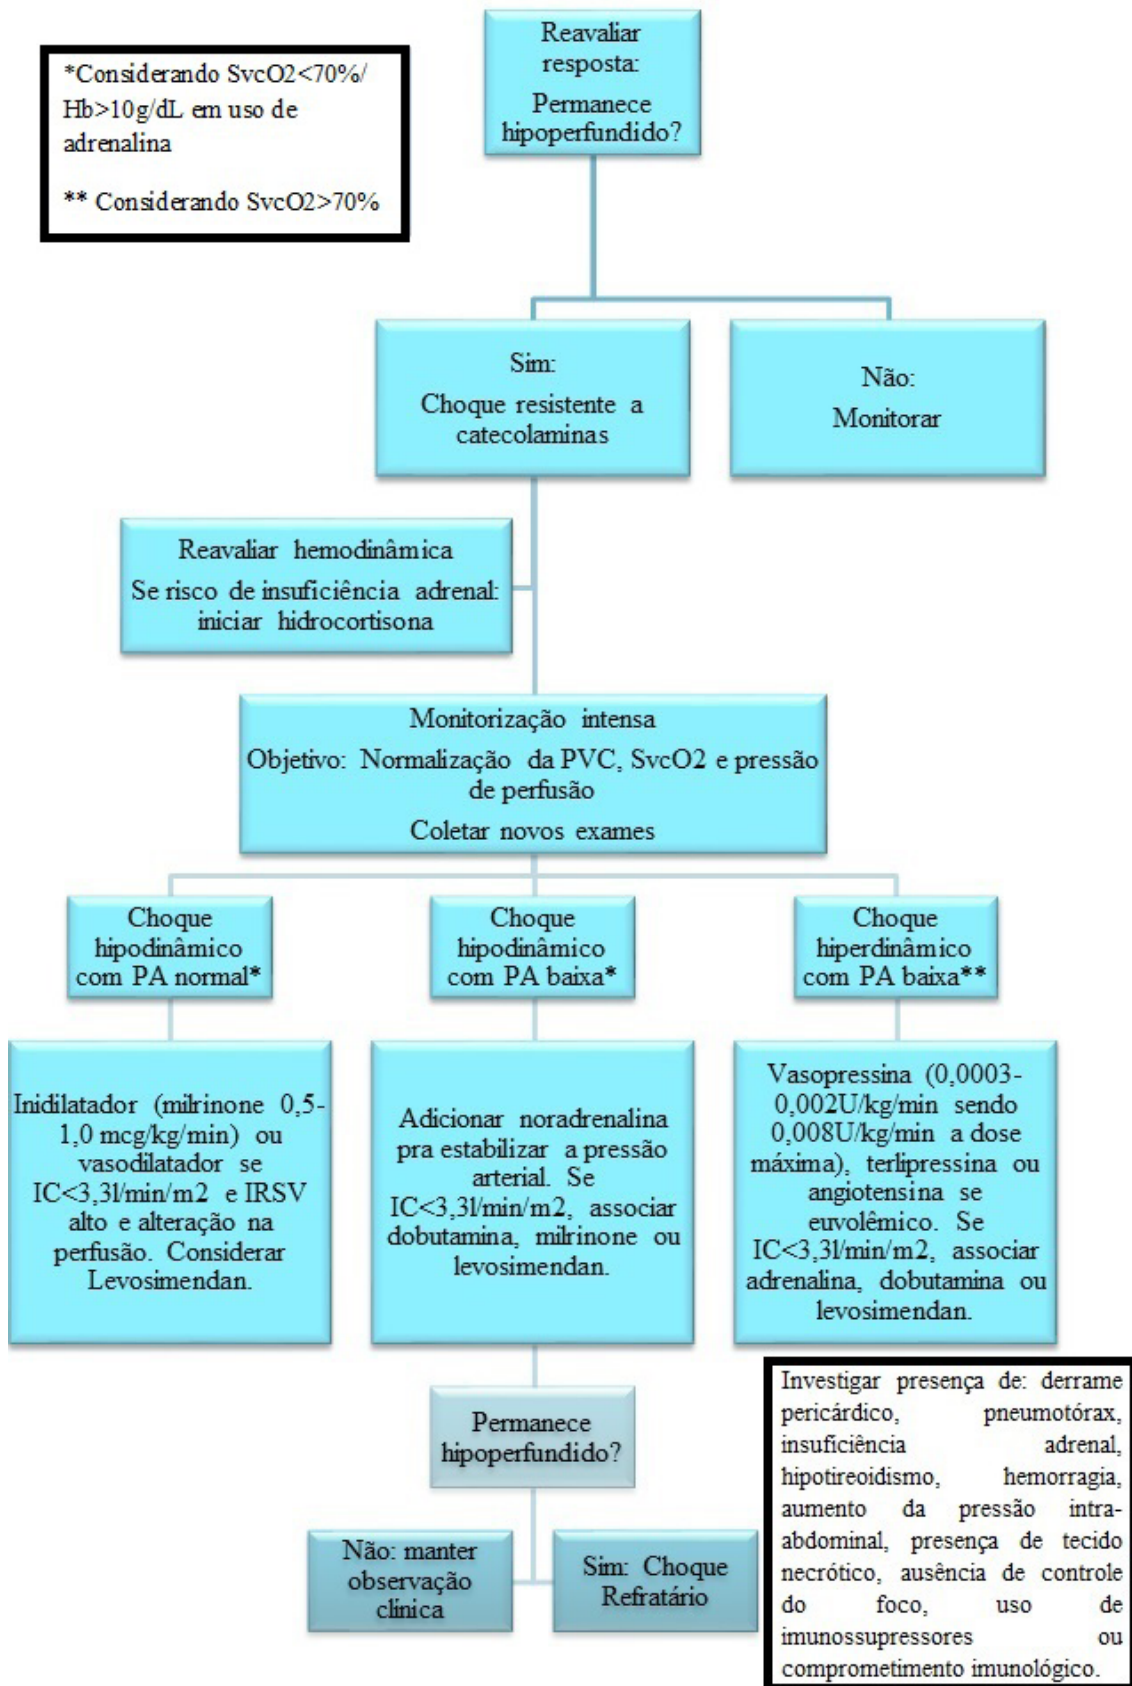 Reavaliar
resposta:
Permanece
hipoperfundido?
*Considerando SvcO2<70%/
Hb>10g/dL em uso de
adrenalina
** Considerando SvcO2>70%
Sim:
Choque resistente a
catecolaminas
Não:
Monitorar
Reavaliar hemodinâmica
Se risco de insuficiência adrenal:
iniciar hidrocortisona
Monitorização intensa
Objetivo: Normalização da PVC, SvcO2 e pressão
de perfusão
Coletar novos exames
Choque
hipodinâmico
com PA normal*
Choque
hipodinâmico
com PA baixa*
Choque
hiperdinâmico
com PA baixa**
Inidilatador (milrinone 0,5-
1,0 mcg/kg/min) ou
vasodilatador se
IC<3,3l/min/m2 e IRSV
alto e alteração na
perfusão. Considerar
Levosimendan.
Adicionar noradrenalina
pra estabilizar a pressão
arterial. Se
IC<3,3l/min/m2, associar
dobutamina, milrinone ou
levosimendan.
Vasopressina (0,0003-
0,002U/kg/min sendo
0,008U/kg/min a dose
máxima), terlipressina ou
angiotensina se
euvolêmico. Se
IC<3,3l/min/m2, associar
adrenalina, dobutamina ou
levosimendan.
Permanece
hipoperfundido?
Não: manter
observação
clínica
Sim: Choque
Refratário
Investigar presença de: derrame
pericárdico, pneumotórax,
insuficiência adrenal,
hipotireoidismo, hemorragia,
aumento da pressão intra-
abdominal, presença de tecido
necrótico, ausência de controle
do foco, uso de
imunossupressores ou
comprometimento imunológico.